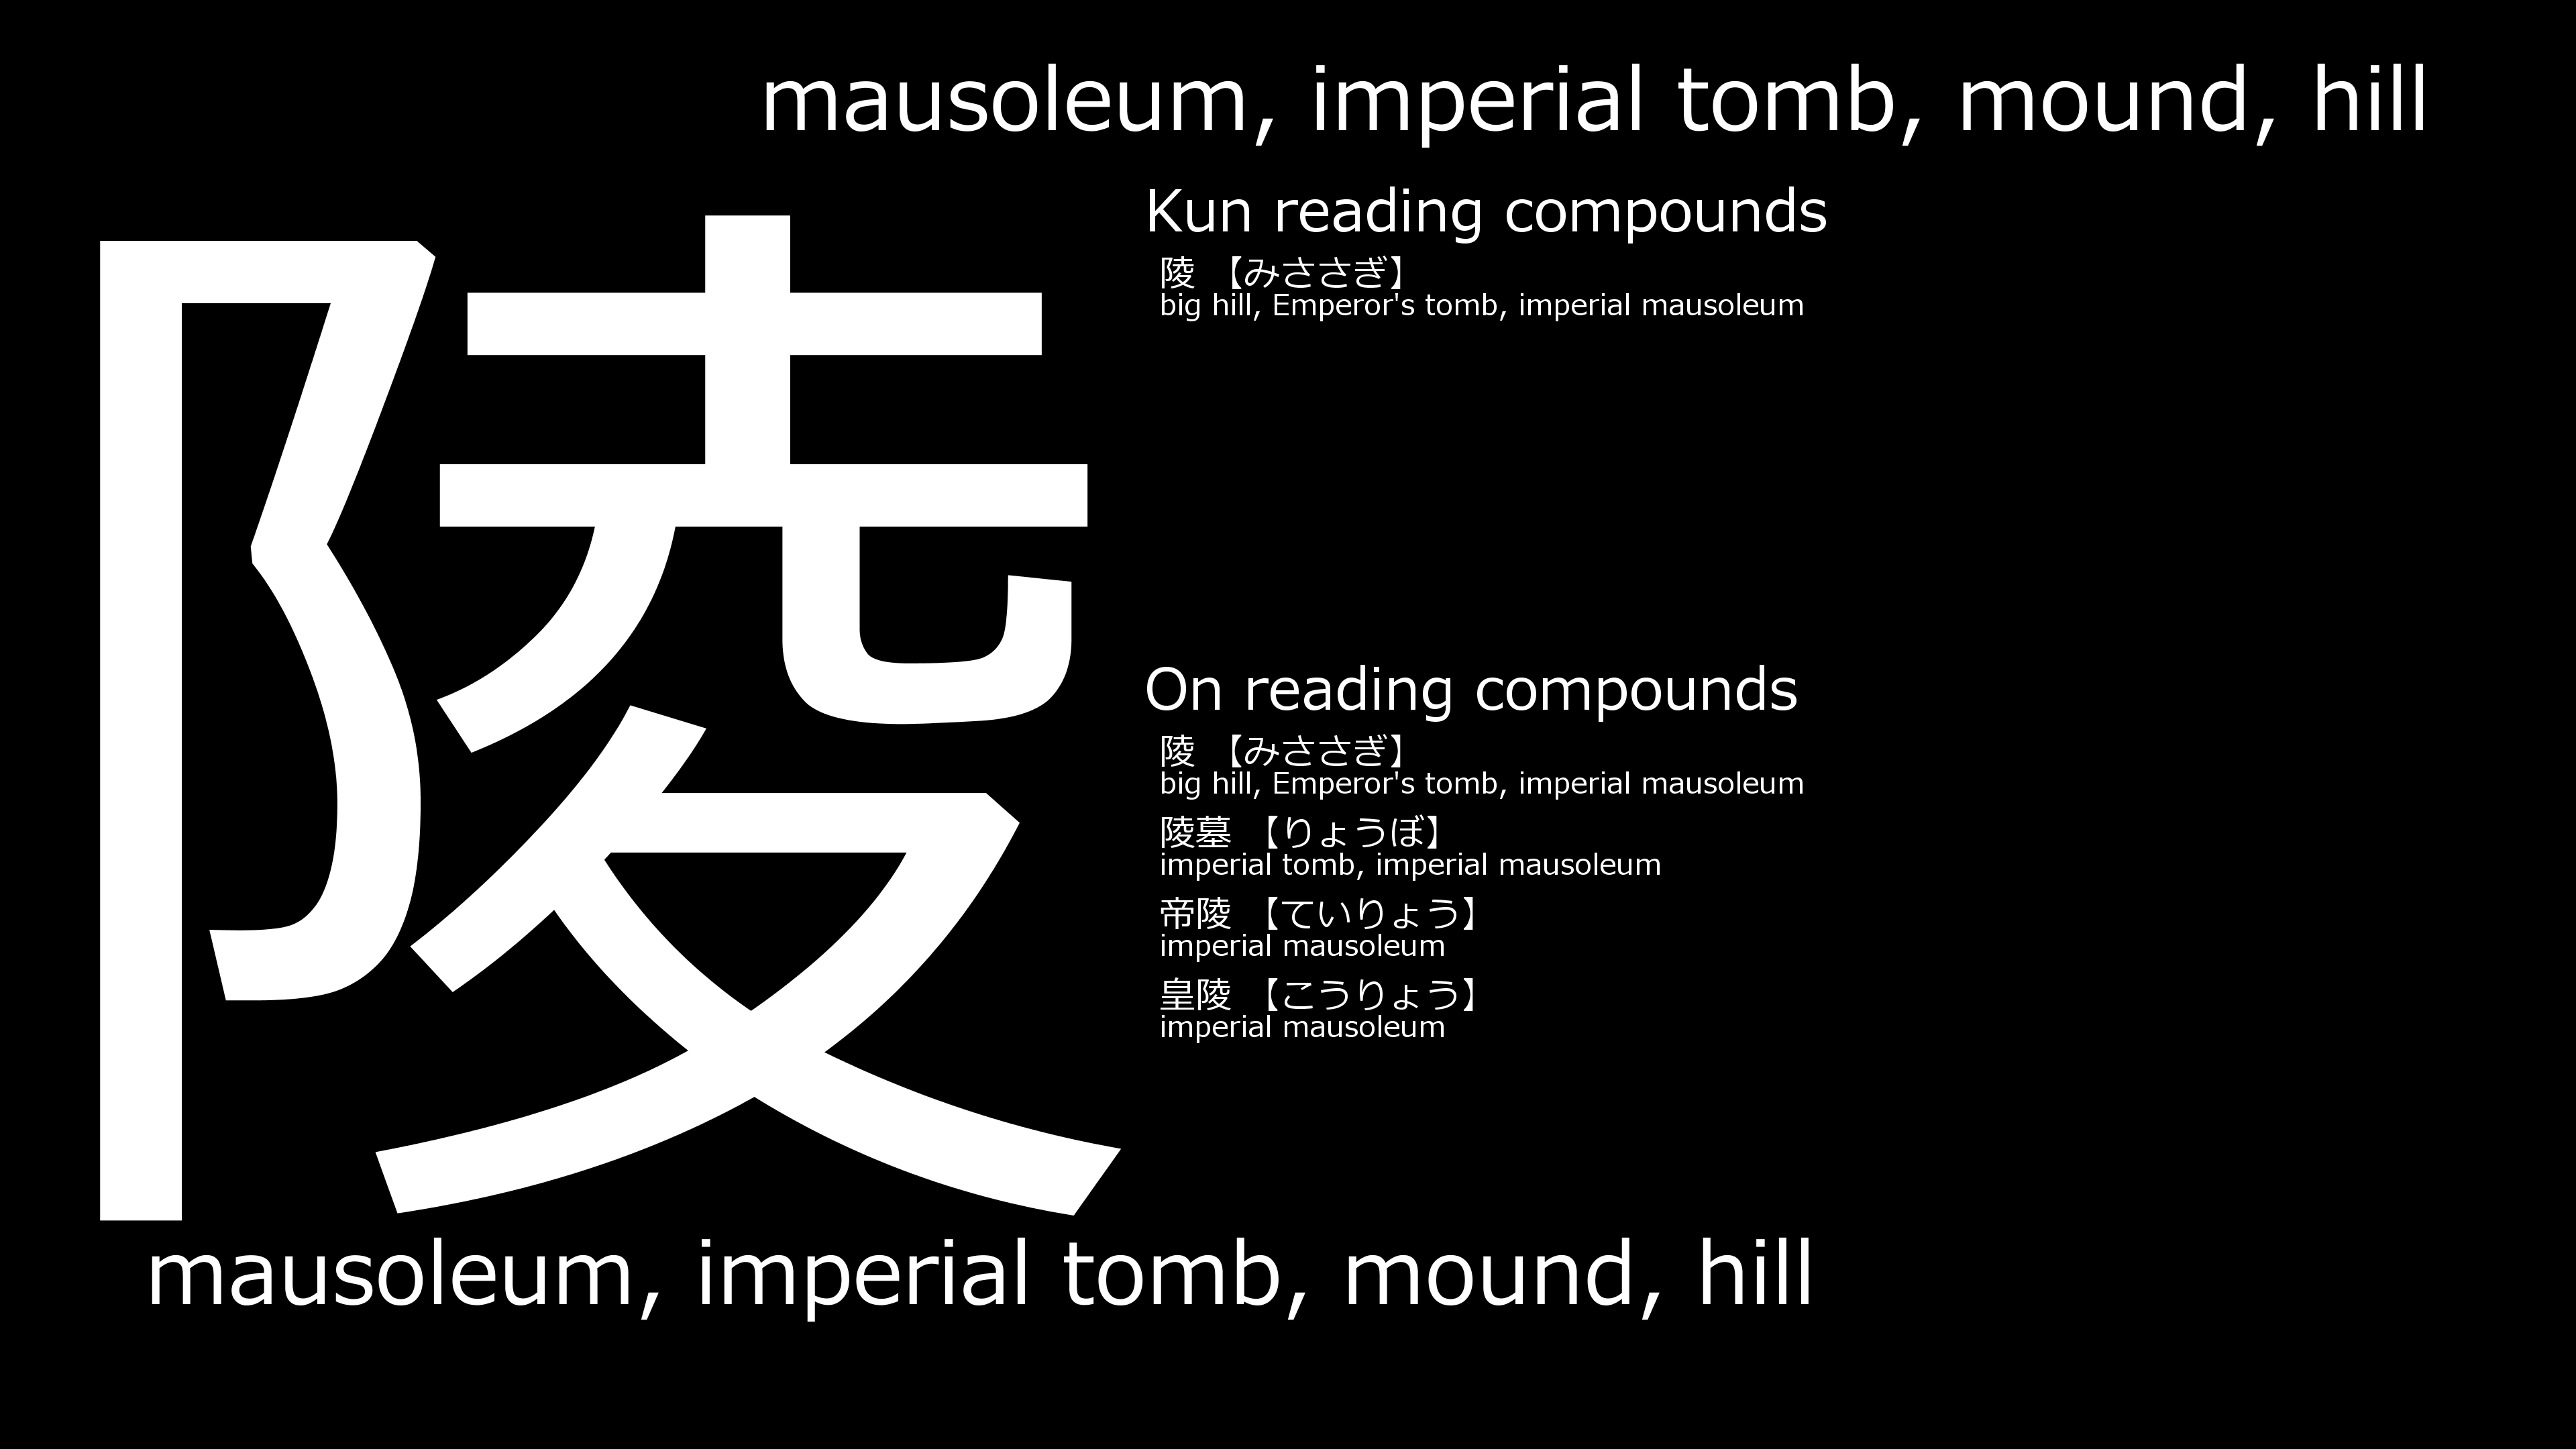 mausoleum, imperial tomb, mound, hill
陵
Kun reading compounds
陵 【みささぎ】
big hill, Emperor's tomb, imperial mausoleum
On reading compounds
陵 【みささぎ】
big hill, Emperor's tomb, imperial mausoleum
陵墓 【りょうぼ】
imperial tomb, imperial mausoleum
帝陵 【ていりょう】
imperial mausoleum
皇陵 【こうりょう】
imperial mausoleum
mausoleum, imperial tomb, mound, hill